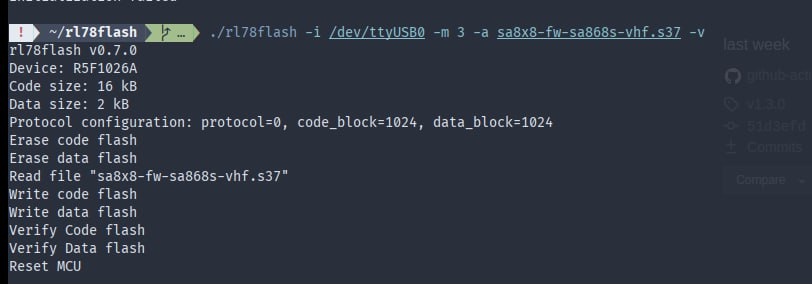 ! ~/rl78flash … ./rl78flash -i /dev/ttyUSB0 -m 3 -a sa8x8-fw-sa868s-vhf.s37 -v
rl78flash v0.7.0
Device: R5F1026A
Code size: 16 kB
Data size: 2 kB
Protocol configuration: protocol=0, code_block=1024, data_block=1024
Erase code flash
Erase data flash
Read file "sa8x8-fw-sa868s-vhf.s37"
Write code flash
Write data flash
Verify Code flash
Verify Data flash
Reset MCU
last week
github-acti
v1.3.0
51d3efd
Commits
Compare